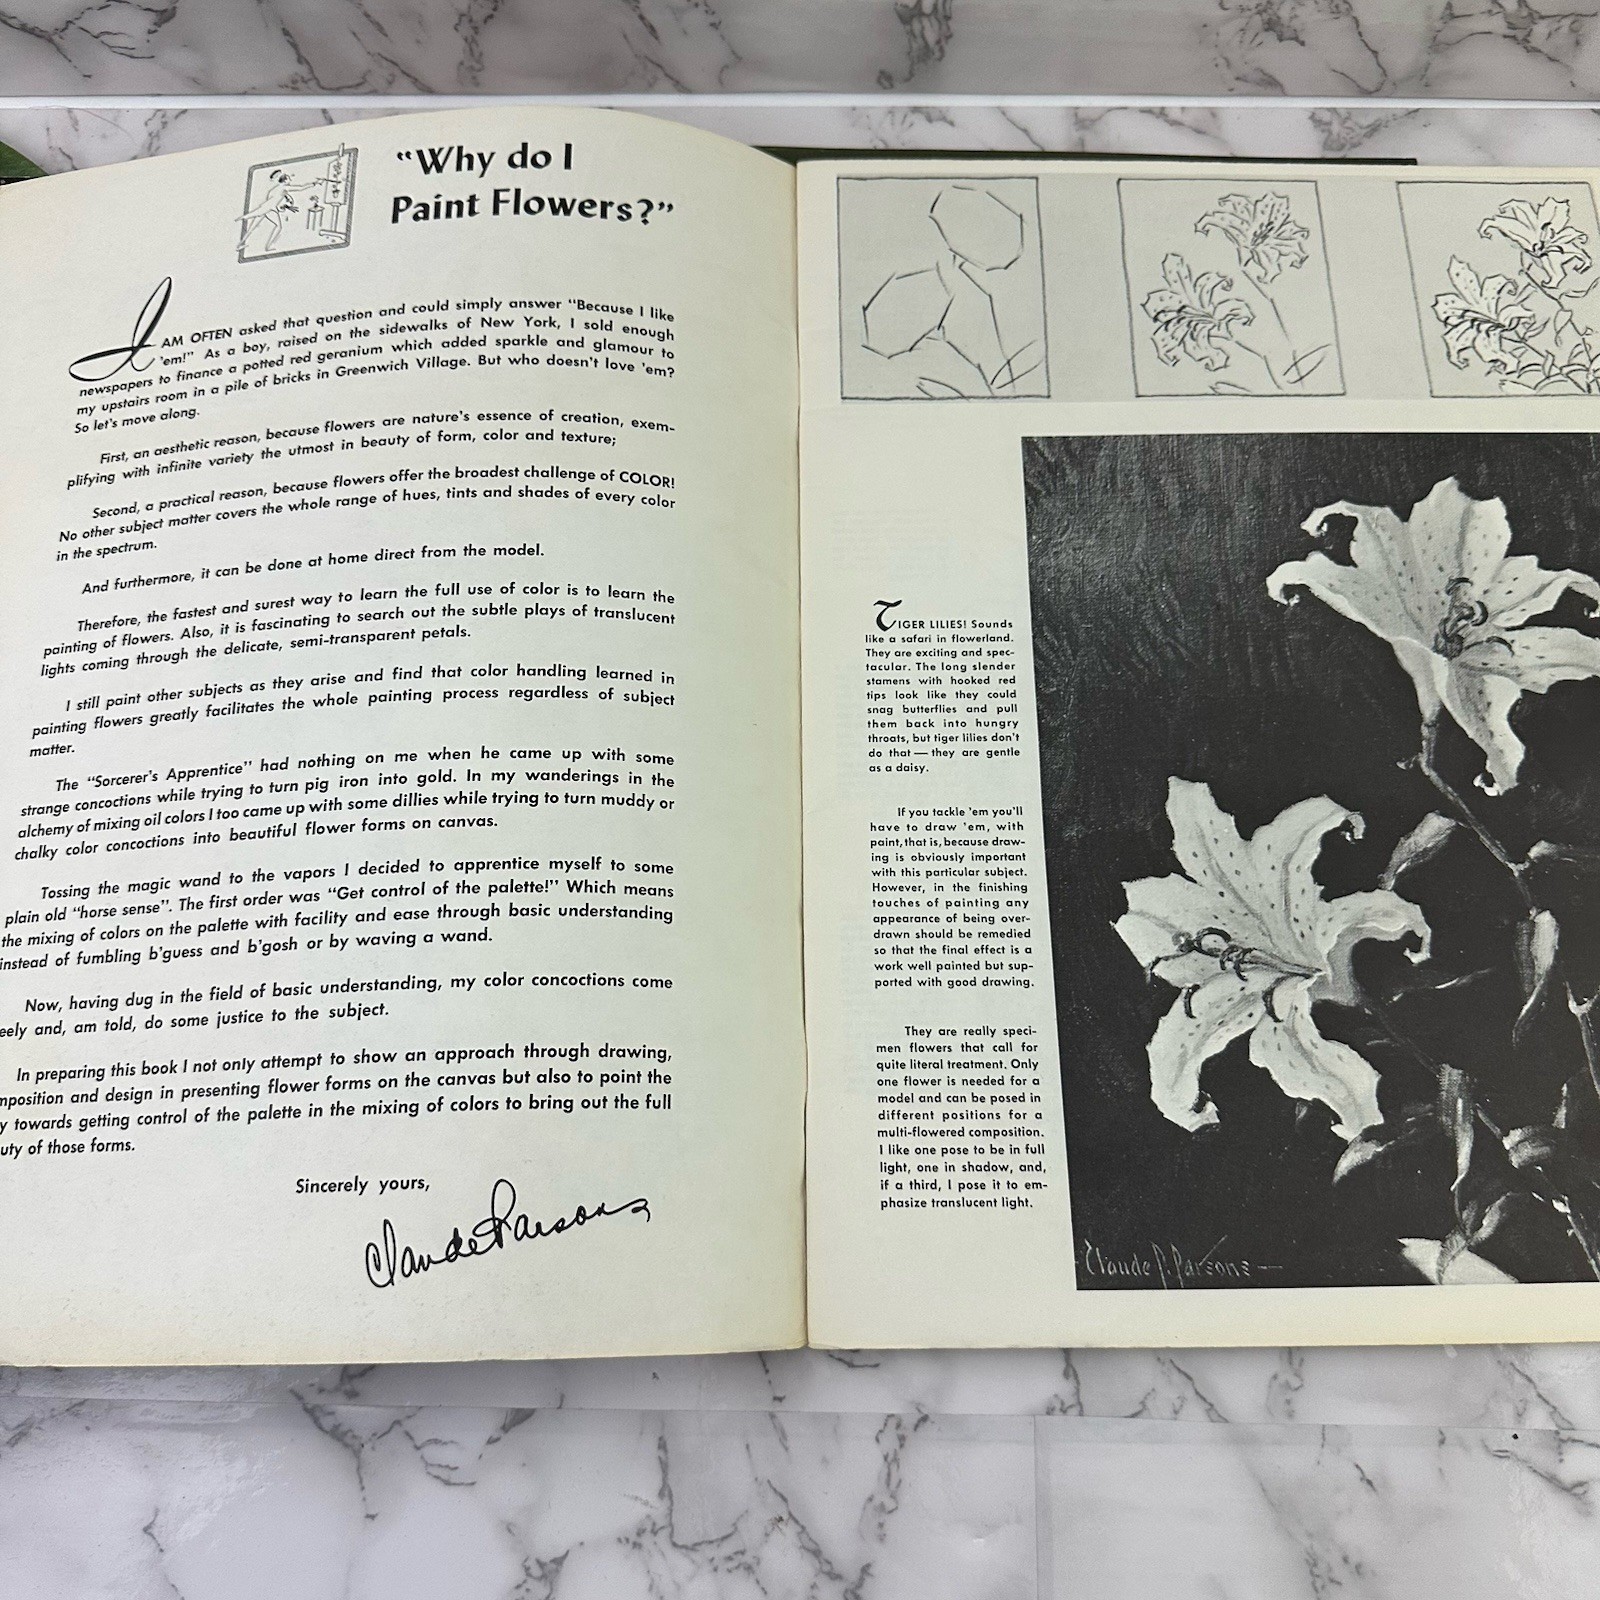 "Why do I
Paint Flowers?"
I AM OFTEN asked that question and could simply answer "Because I like
'em!" As a boy, raised on the sidewalks of New York, I sold enough
newspapers to finance a potted red geranium which added sparkle and glamour to
my upstairs room in a pile of bricks in Greenwich Village. But who doesn't love 'em?
So let's move along.
First, an aesthetic reason, because flowers are nature's essence of creation, exem-
plifying with infinite variety the utmost in beauty of form, color and texture;
Second, a practical reason, because flowers offer the broadest challenge of COLOR!
No other subject matter covers the whole range of hues, tints and shades of every color
in the spectrum.
And furthermore, it can be done at home direct from the model.
Therefore, the fastest and surest way to learn the full use of color is to learn the
painting of flowers. Also, it is fascinating to search out the subtle plays of translucent
lights coming through the delicate, semi-transparent petals.
I still paint other subjects as they arise and find that color handling learned in
painting flowers greatly facilitates the whole painting process regardless of subject
matter.
The "Sorcerer's Apprentice" had nothing on me when he came up with some
strange concoctions while trying to turn pig iron into gold. In my wanderings in the
alchemy of mixing oil colors I too came up with some dillies while trying to turn muddy or
chalky color concoctions into beautiful flower forms on canvas.
Tossing the magic wand to the vapors I decided to apprentice myself to some
plain old "horse sense". The first order was "Get control of the palette!" Which means
the mixing of colors on the palette with facility and ease through basic understanding
instead of fumbling b'guess and b'gosh or by waving a wand.
Now, having dug in the field of basic understanding, my color concoctions come
eely and, am told, do some justice to the subject.
In preparing this book I not only attempt to show an approach through drawing,
mposition and design in presenting flower forms on the canvas but also to point the
y towards getting control of the palette in the mixing of colors to bring out the full
uty of those forms.
Sincerely yours,
Claude Parsons
TIGER LILIES! Sounds
like a safari in flowerland.
They are exciting and spec-
tacular. The long slender
stamens with hooked red
tips look like they could
snag butterflies and pull
them back into hungry
throats, but tiger lilies don't
do that — they are gentle
as a daisy.
If you tackle 'em you'll
have to draw 'em, with
paint, that is, because draw-
ing is obviously important
with this particular subject.
However, in the finishing
touches of painting any
appearance of being over-
drawn should be remedied
so that the final effect is a
work well painted but sup-
ported with good drawing.
They are really speci-
men flowers that call for
quite literal treatment. Only
one flower is needed for a
model and can be posed in
different positions for a
multi-flowered composition.
I like one pose to be in full
light, one in shadow, and,
if a third, I pose it to em-
phasize translucent light.
Claude P. Parsons —